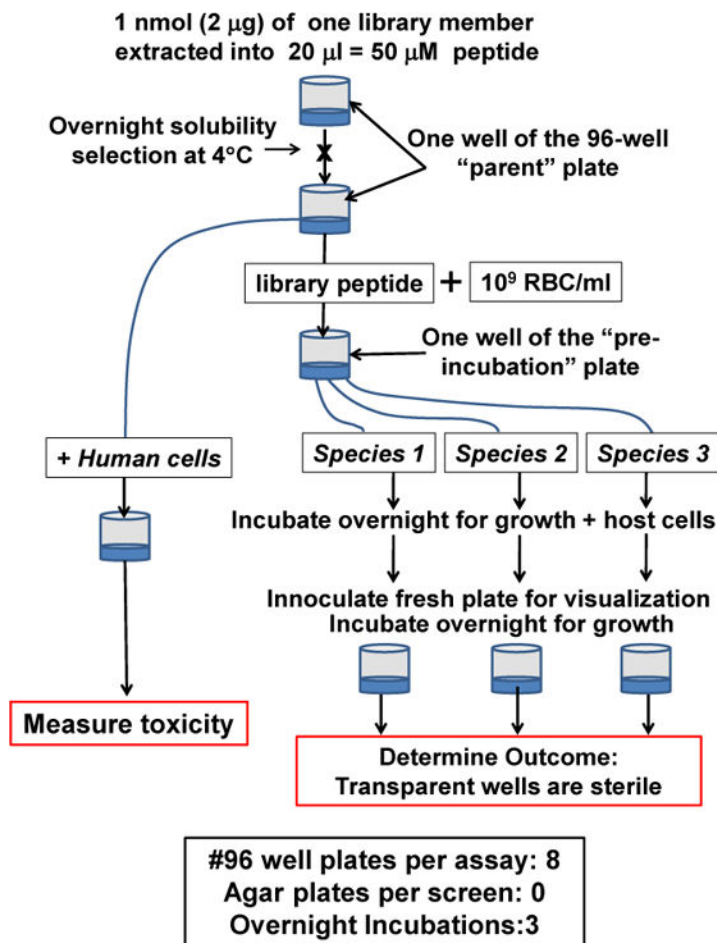 1 nmol (2 μg) of one library member
extracted into 20 μl = 50 μM peptide
Overnight solubility
selection at 4°C
One well of the 96-well
"parent" plate
library peptide
+
10⁹ RBC/ml
One well of the "pre-
incubation" plate
+ Human cells
Species 1
Species 2
Species 3
Incubate overnight for growth + host cells
Innoculate fresh plate for visualization
Incubate overnight for growth
Measure toxicity
Determine Outcome:
Transparent wells are sterile
#96 well plates per assay: 8
Agar plates per screen: 0
Overnight Incubations:3